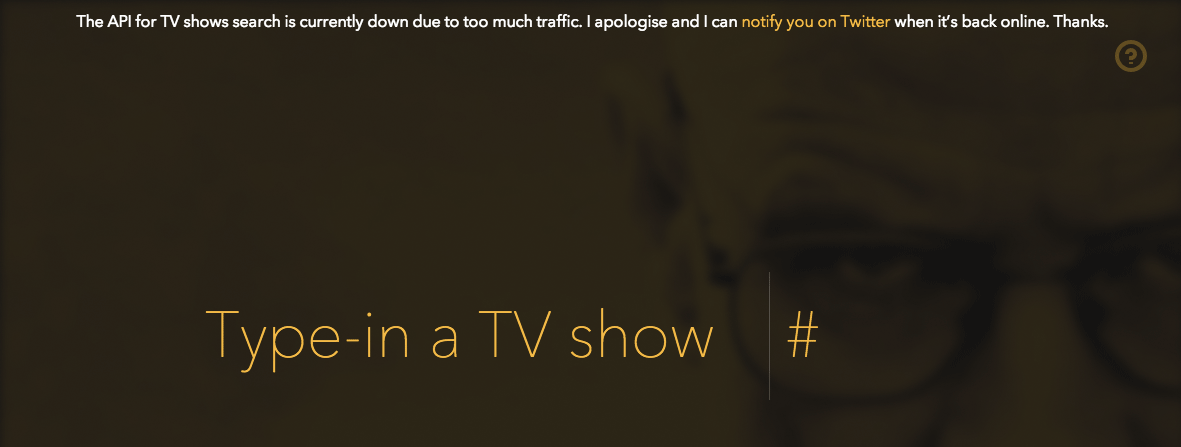 The API for TV shows search is currently down due to too much traffic. I apologise and I can notify you on Twitter when it’s back online. Thanks.
?
Type-in a TV show #